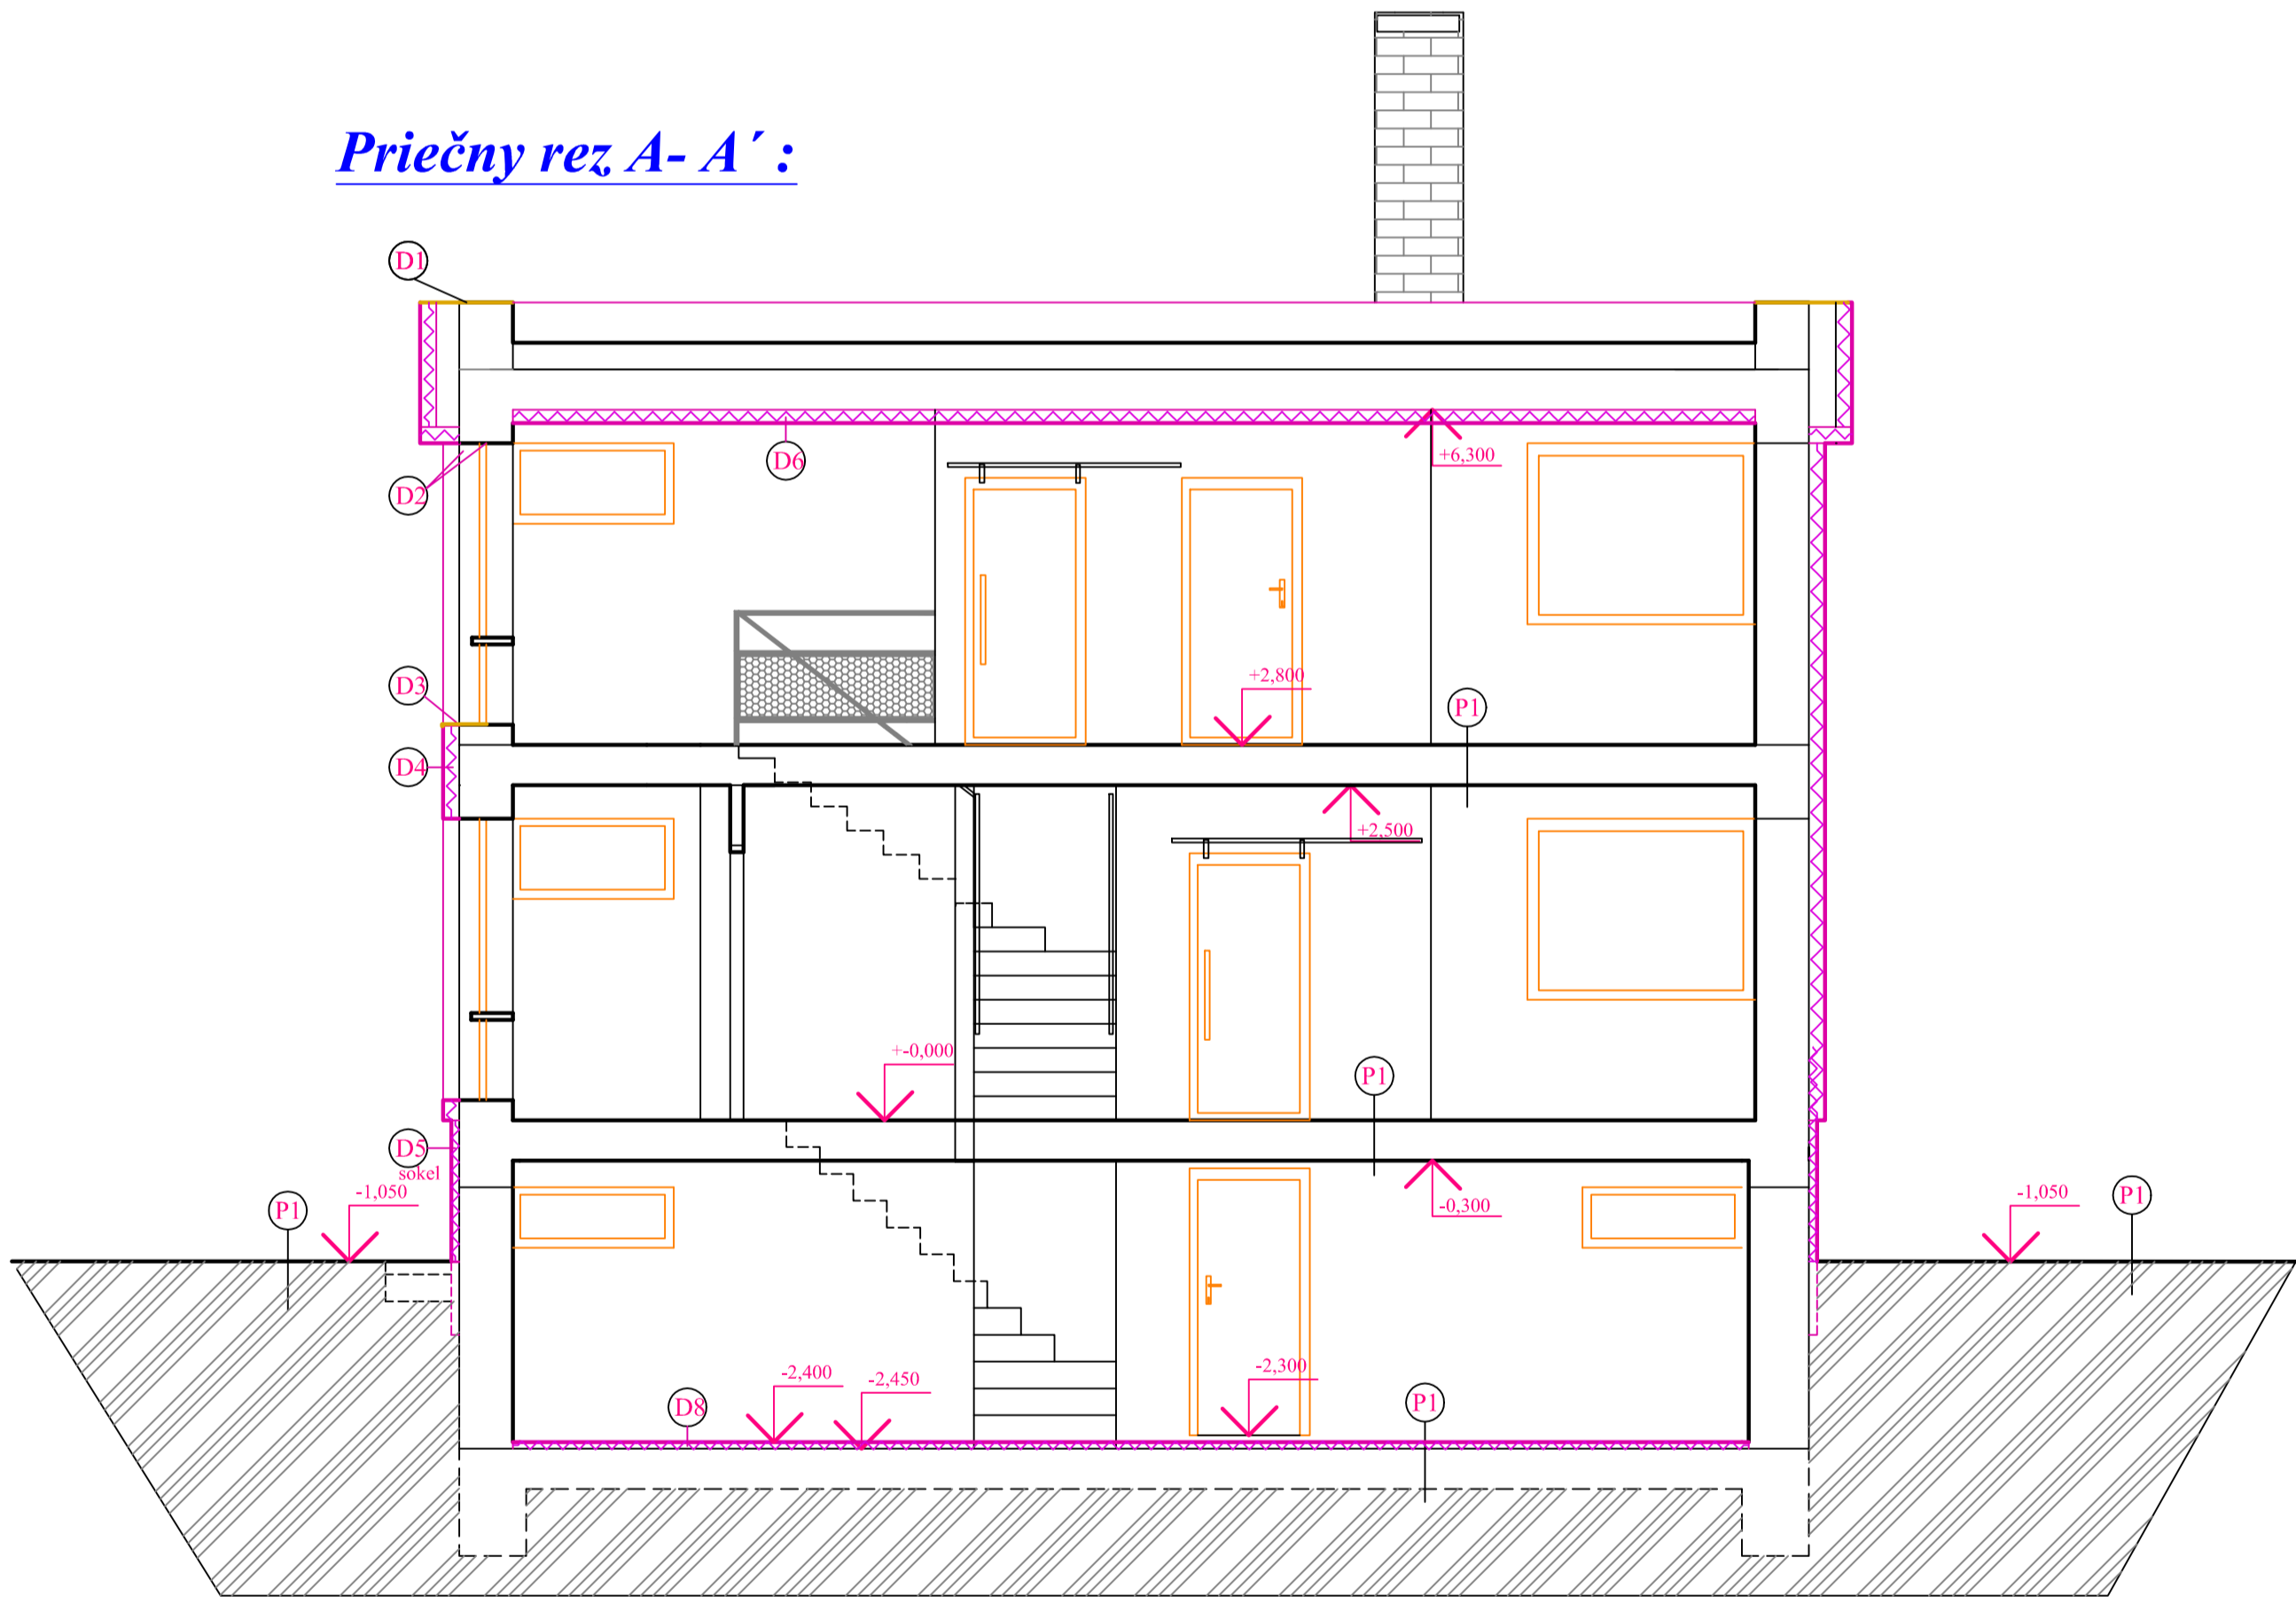 Priečny rez A- A´ :
D1
D6
+6,300
D2
+2,800
D3
P1
D4
+2,500
+-0,000
P1
D5
sokel
-1,050
P1
-0,300
-1,050
P1
-2,400
-2,450
-2,300
D8
P1